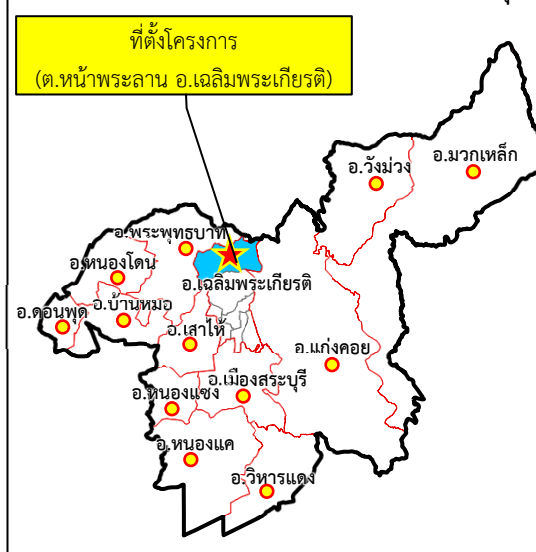 ที่ตั้งโครงการ
(ต.หน้าพระลาน อ.เฉลิมพระเกียรติ)
อ.มวกเหล็ก
อ.วังม่วง
อ.พระพุทธบาท
อ.หนองโดน
อ.เฉลิมพระเกียรติ
อ.ดอนพุด
อ.บ้านหมอ
อ.เสาไห้
อ.แก่งคอย
อ.หนองแซง
อ.เมืองสระบุรี
อ.หนองแค
อ.วิหารแดง